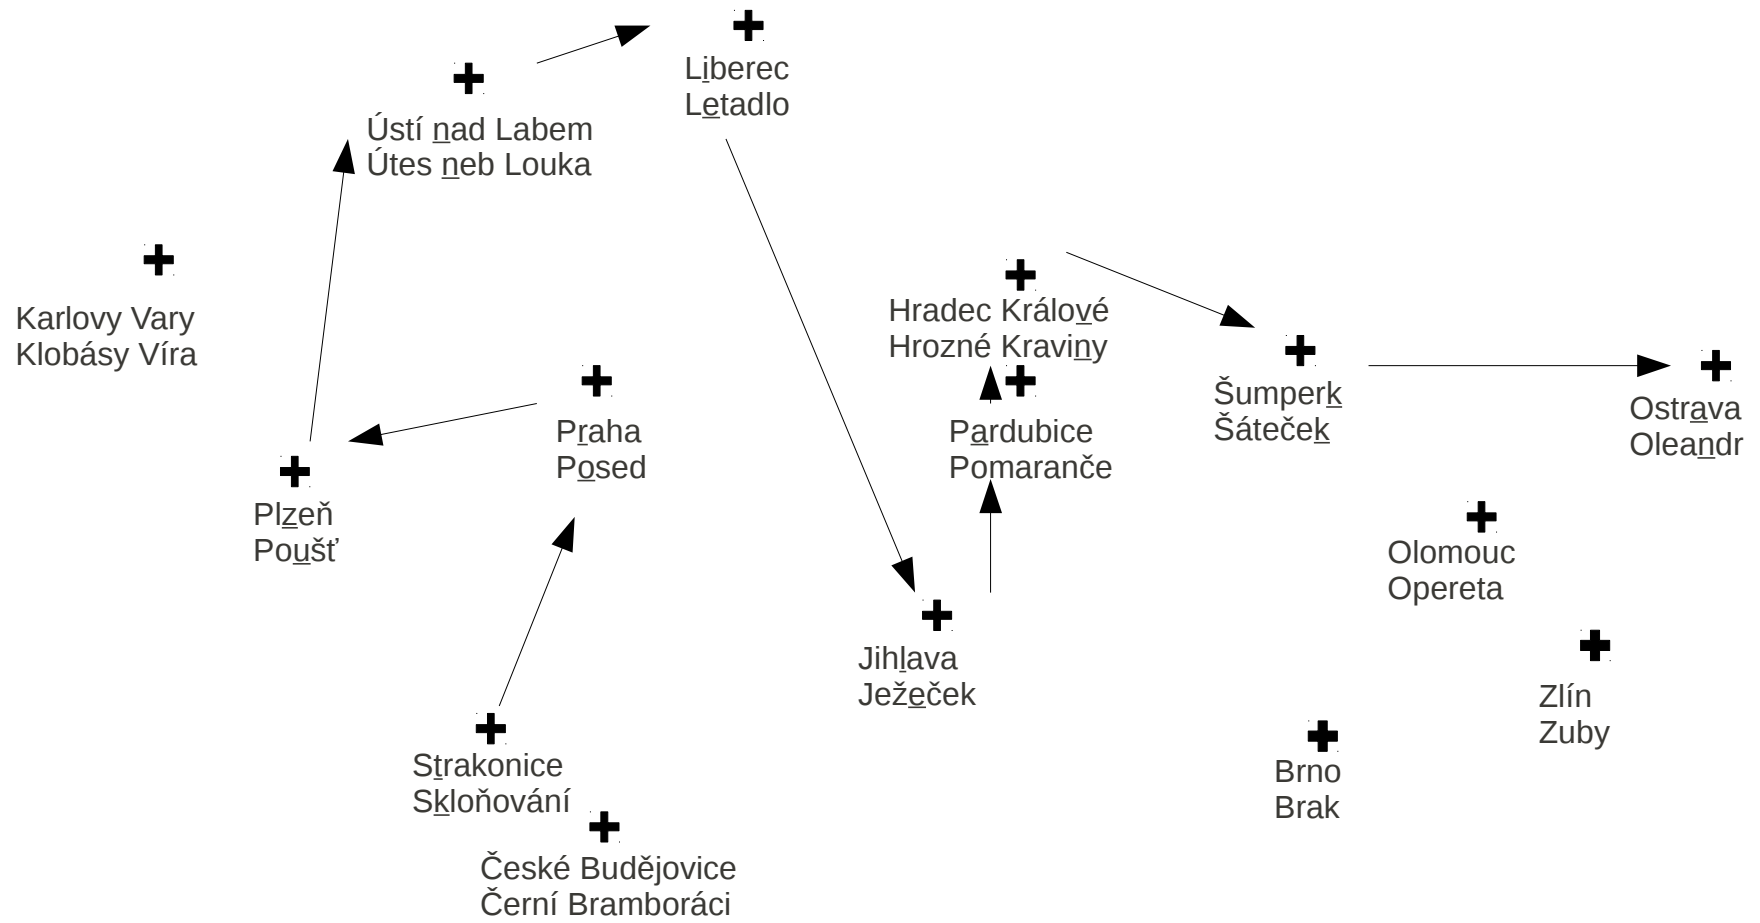 Liberec
Letadlo
Ústí nad Labem
Útes neb Louka
Karlovy Vary
Klobásy Víra
Hradec Králové
Hrozné Kraviny
Šumperk
Šáteček
Ostrava
Oleandr
Praha
Posed
Pardubice
Pomaranče
Plzeň
Poušť
Olomouc
Opereta
Jihlava
Ježeček
Zlín
Zuby
Strakonice
Skloňování
Brno
Brak
České Budějovice
Černí Bramboráci